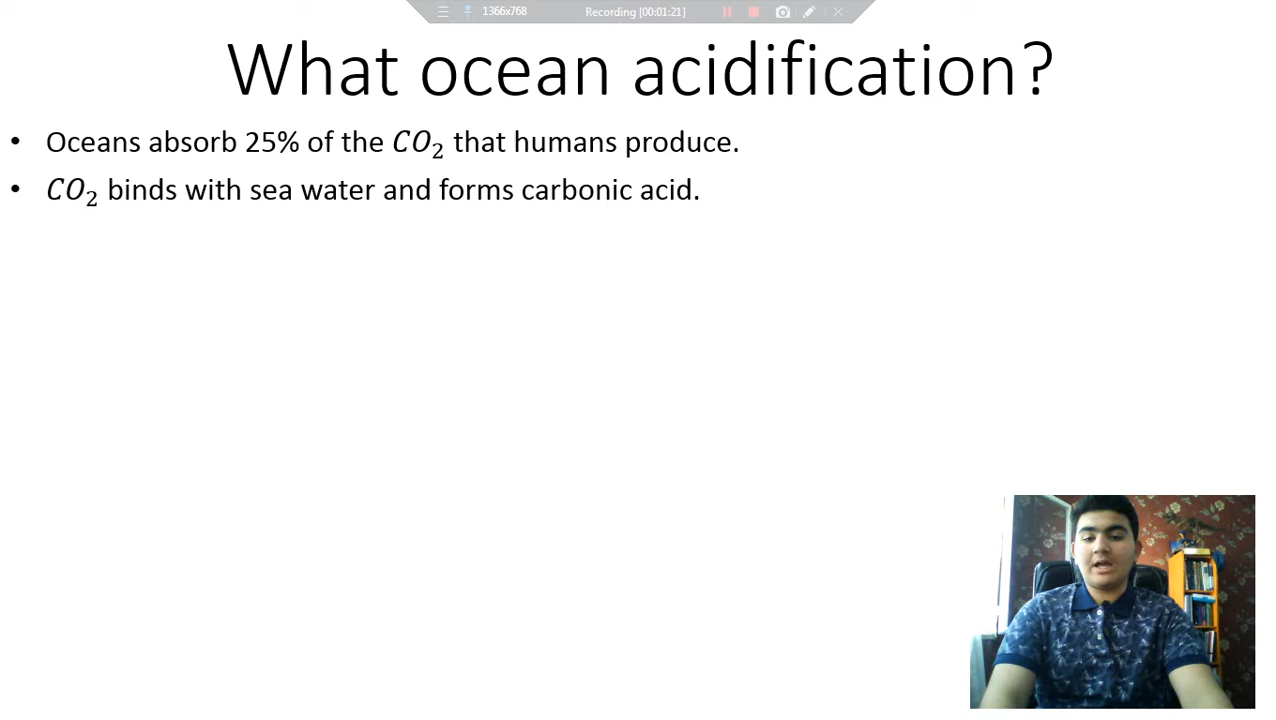 1366x768 Recording [00:01:21]
What ocean acidification?
• Oceans absorb 25% of the CO₂ that humans produce.
• CO₂ binds with sea water and forms carbonic acid.